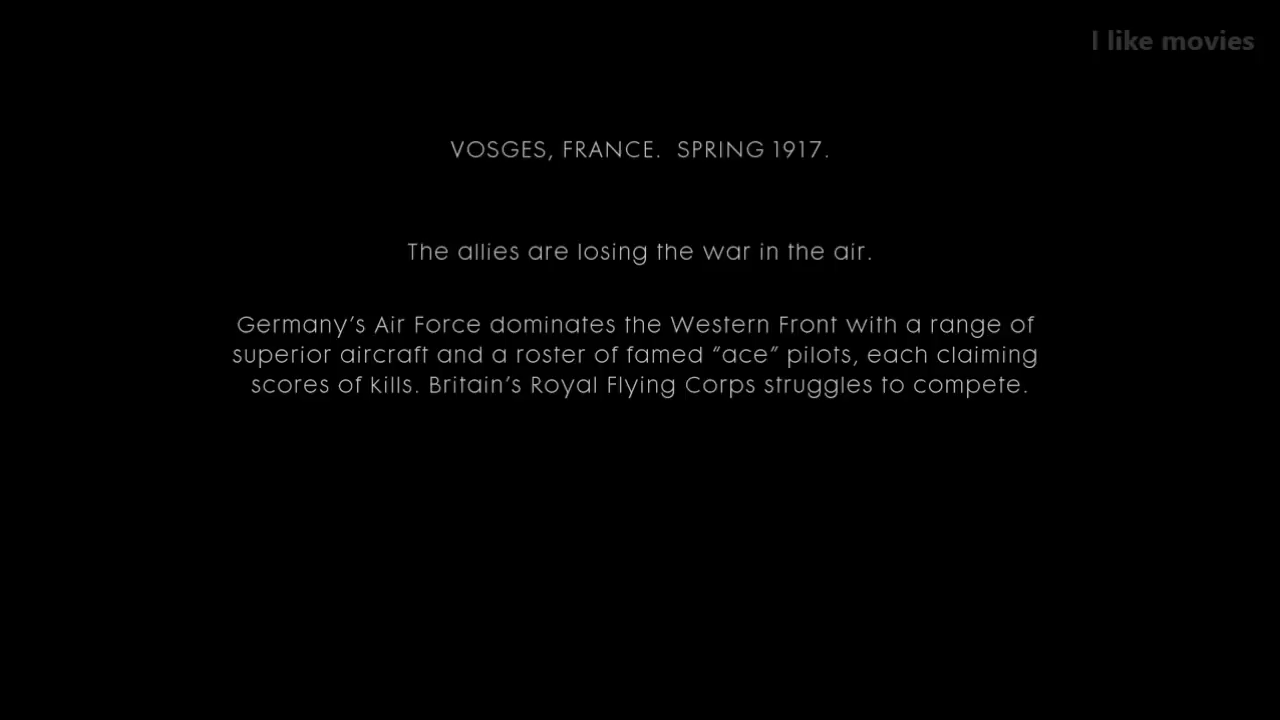 I like movies
VOSGES, FRANCE.  SPRING 1917.
The allies are losing the war in the air.
Germany’s Air Force dominates the Western Front with a range of
superior aircraft and a roster of famed “ace” pilots, each claiming
scores of kills. Britain’s Royal Flying Corps struggles to compete.